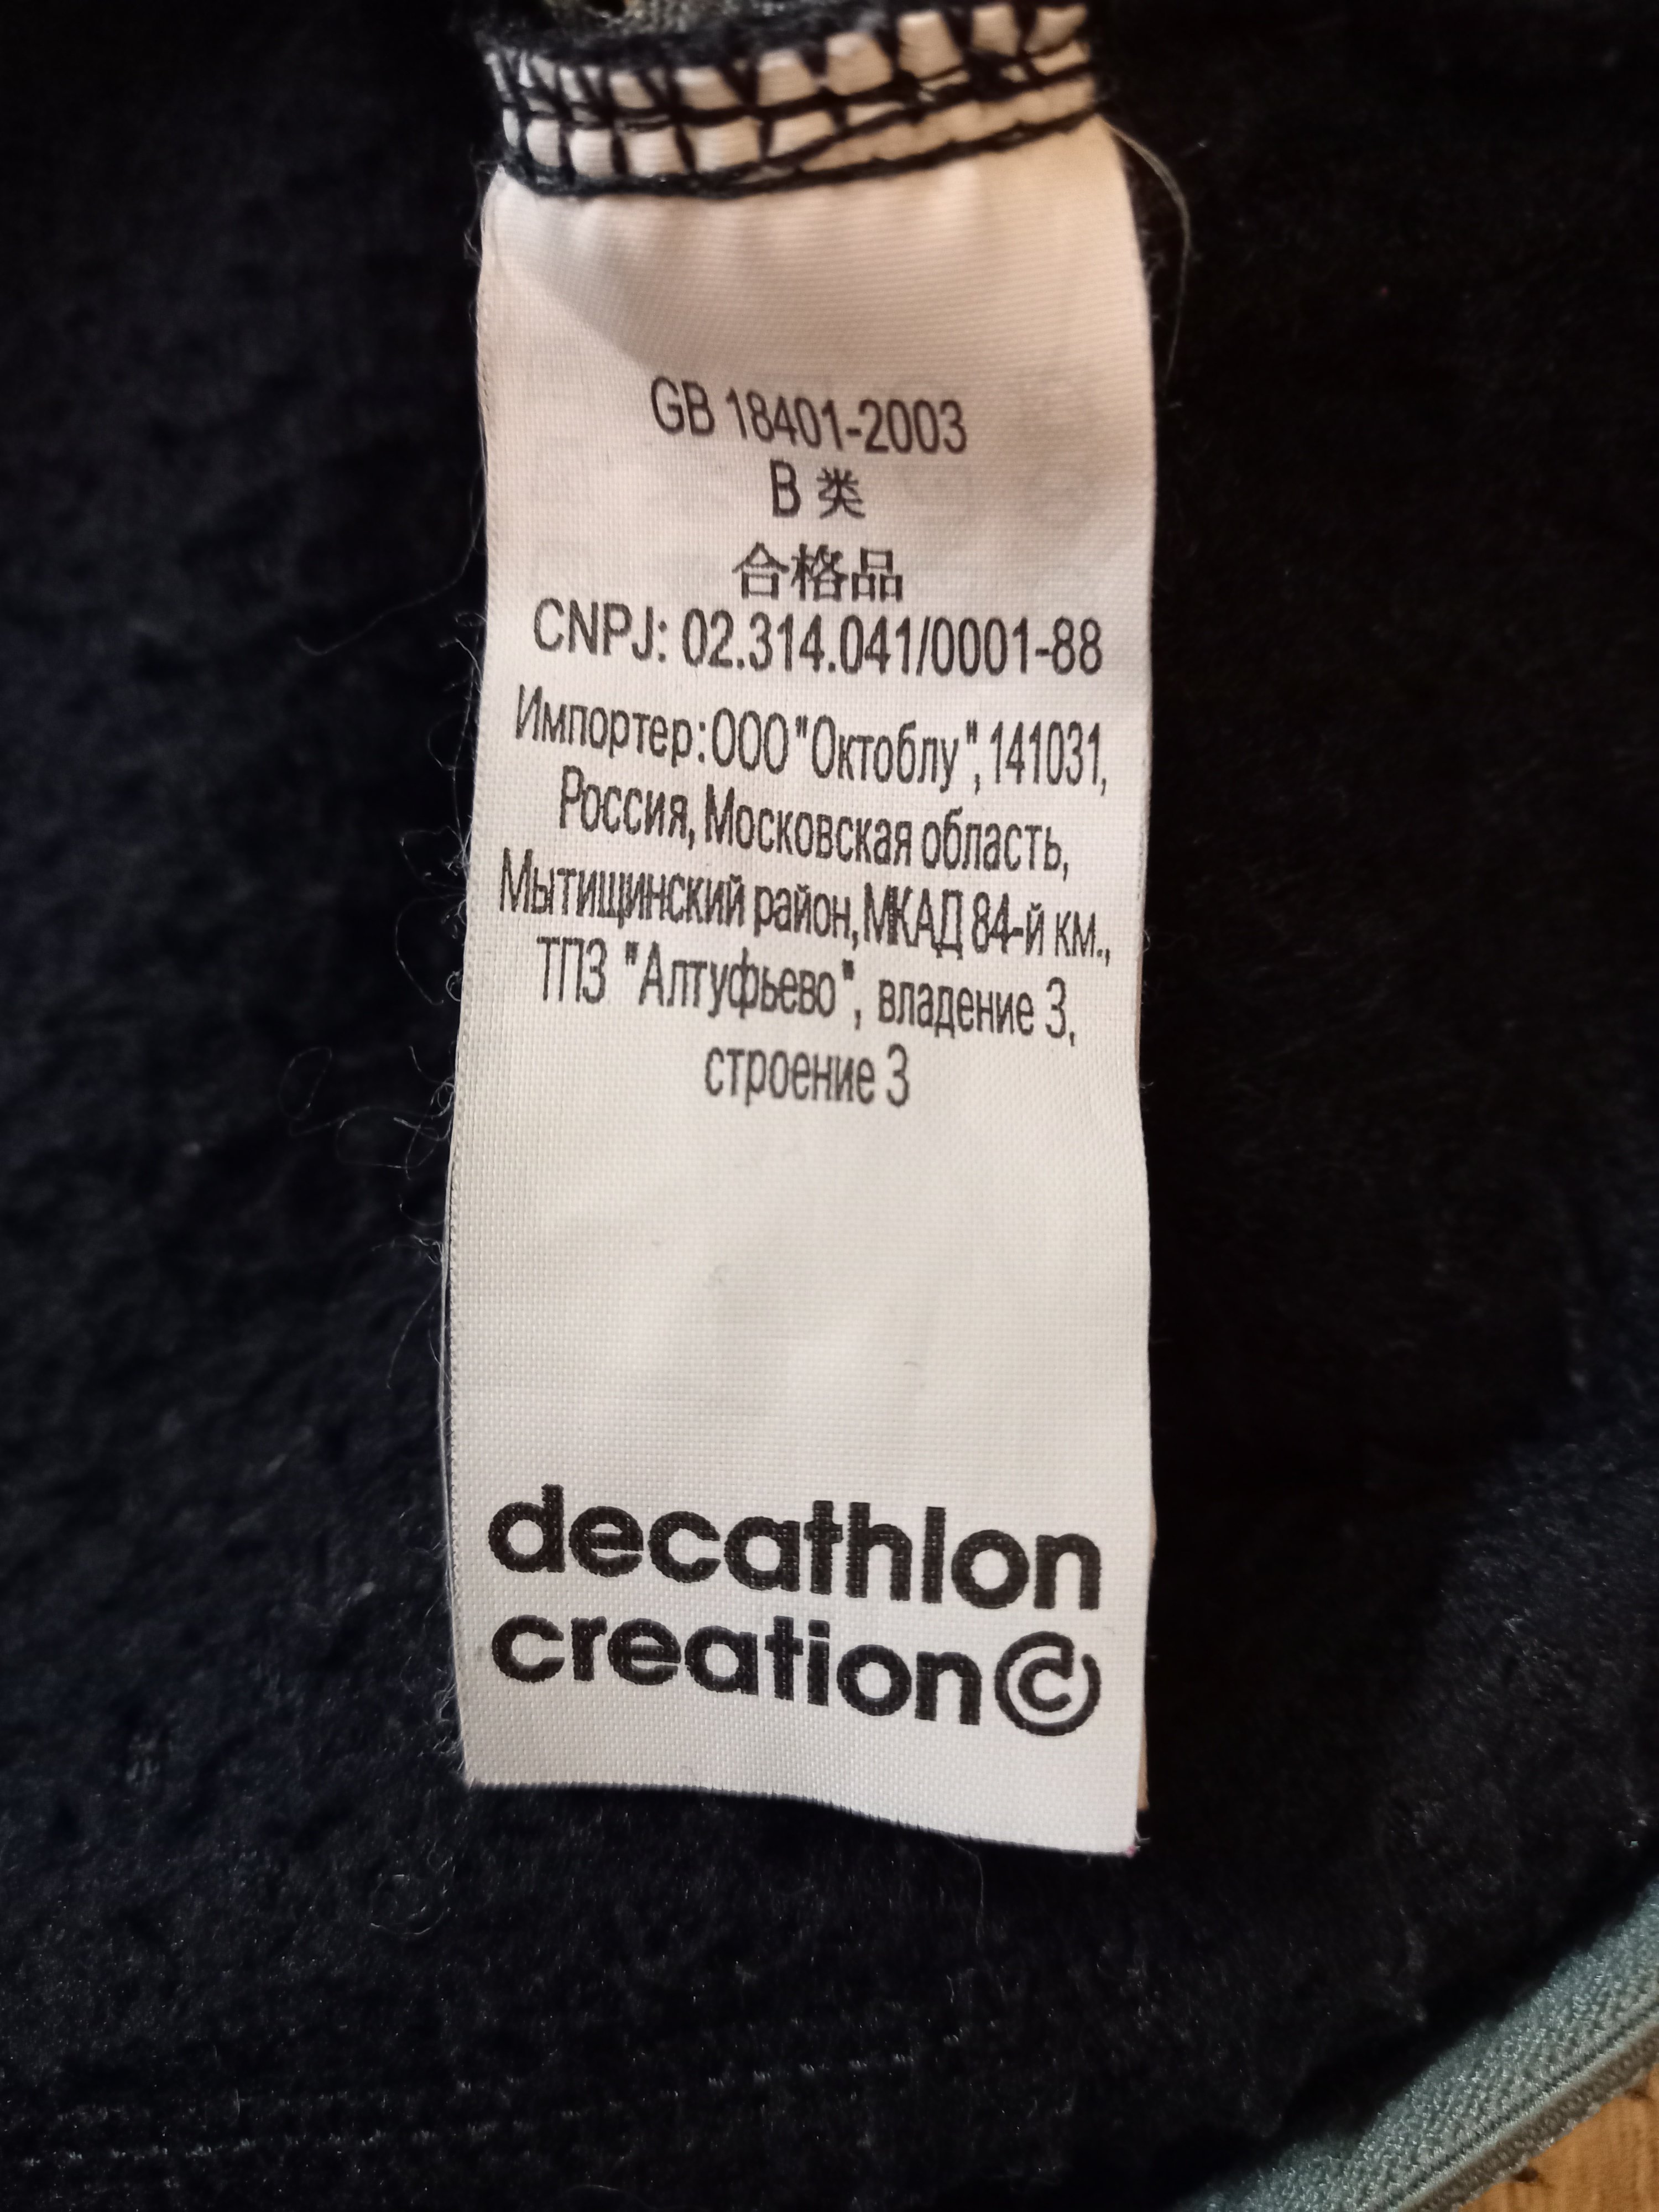 GB 18401-2003
B 类
合格品
CNPJ: 02.314.041/0001-88
Импортер:ООО"Октоблу", 141031,
Россия, Московская область,
Мытищинский район, МКАД 84-й км.,
ТПЗ "Алтуфьево", владение 3,
строение 3
decathlon
creation©